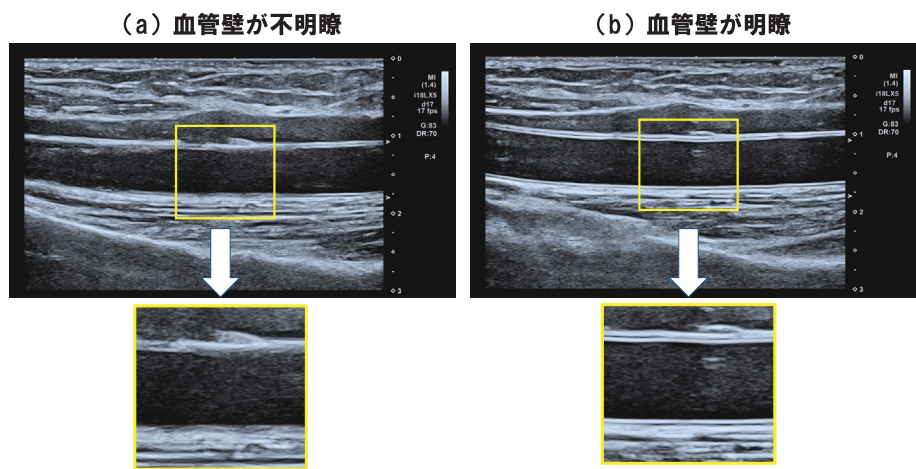 (a)血管壁が不明瞭
0
MI
(1.4)
i18LX5
d17
17 fps
G:83
DR:70
1
P:4
2
3
(b)血管壁が明瞭
0
MI
(1.4)
i18LX5
d17
17 fps
G:83
DR:70
1
P:4
2
3